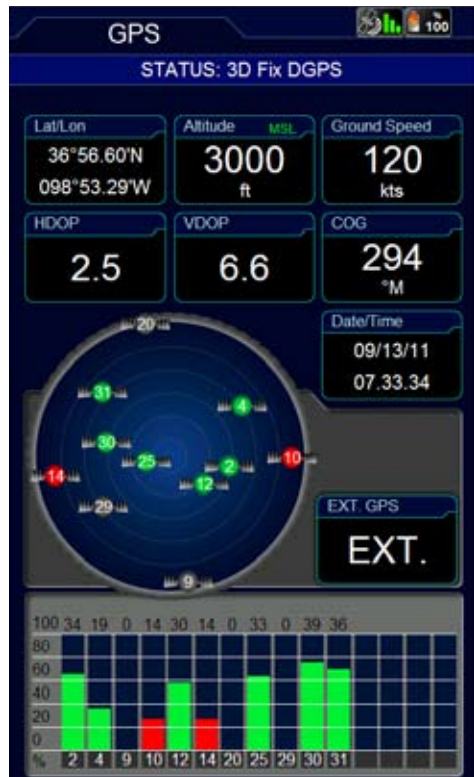 GPS
%
100
STATUS: 3D Fix DGPS
Lat/Lon
36°56.60'N
098°53.29'W
Altitude MSL
3000
ft
Ground Speed
120
kts
HDOP
2.5
VDOP
6.6
COG
294
°M
Date/Time
09/13/11
07.33.34
20
31
4
30
25
2
10
14
12
29
9
EXT. GPS
EXT.
100 34 19 0 14 30 14 0 33 0 39 36
80
60
40
20
0
% 2 4 9 10 12 14 20 25 29 30 31